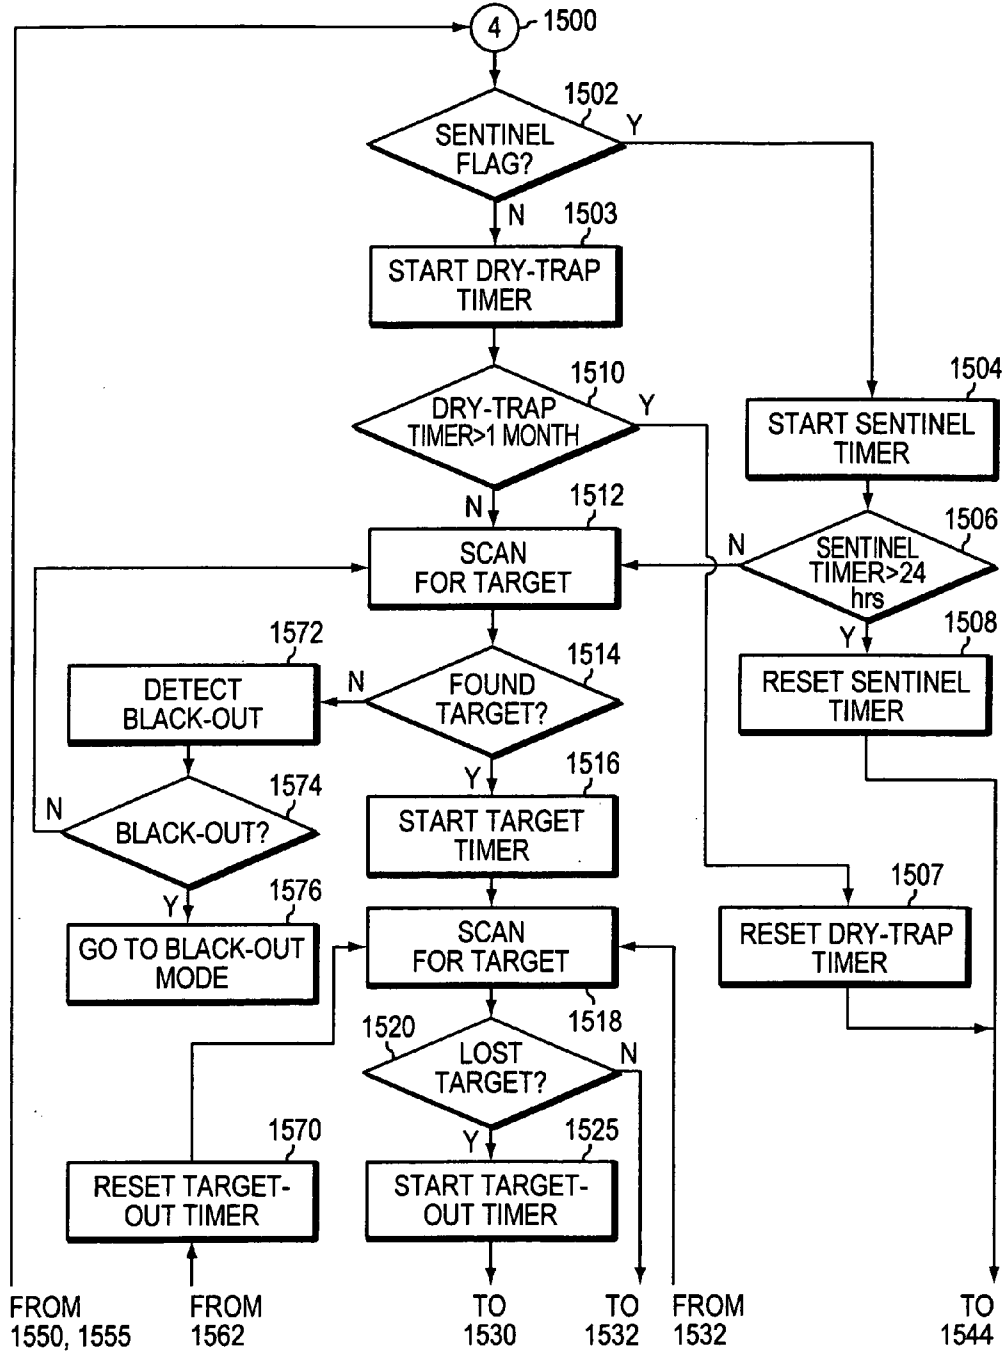 4
1500
1502
SENTINEL
FLAG?
Y
N
1503
START DRY-TRAP
TIMER
1510
DRY-TRAP
TIMER>1 MONTH
Y
N
1504
START SENTINEL
TIMER
1512
SCAN
FOR TARGET
1506
SENTINEL
TIMER>24
hrs
N
Y
1508
RESET SENTINEL
TIMER
1572
DETECT
BLACK-OUT
1514
FOUND
TARGET?
N
Y
1574
BLACK-OUT?
N
Y
1516
START TARGET
TIMER
1576
GO TO BLACK-OUT
MODE
SCAN
FOR TARGET
1518
1507
RESET DRY-TRAP
TIMER
1520
LOST
TARGET?
N
Y
1570
RESET TARGET-
OUT TIMER
1525
START TARGET-
OUT TIMER
FROM
1550, 1555
FROM
1562
TO
1530
TO
1532
FROM
1532
TO
1544